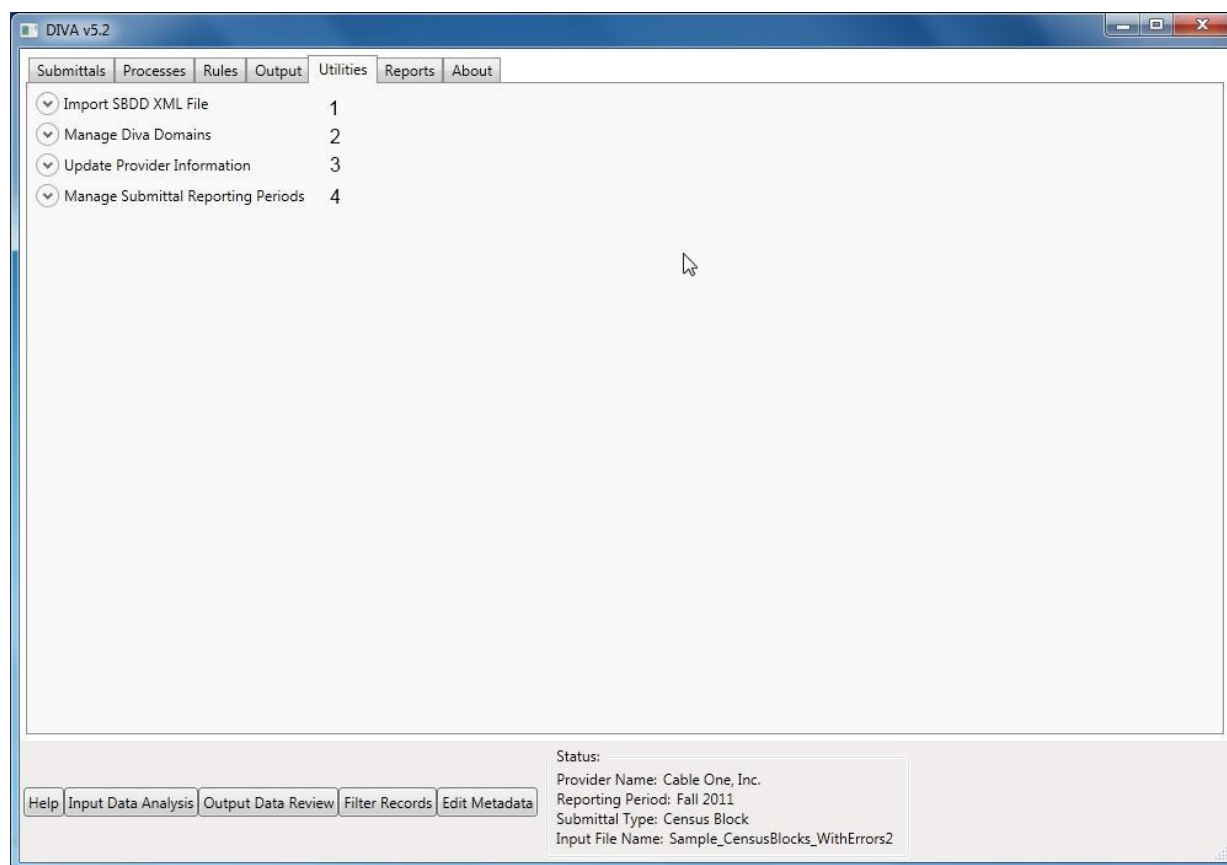 DIVA v5.2
Submittals Processes Rules Output Utilities Reports About
Import SBDD XML File 1
Manage Diva Domains 2
Update Provider Information 3
Manage Submittal Reporting Periods 4
Status:
Provider Name: Cable One, Inc.
Reporting Period: Fall 2011
Submittal Type: Census Block
Input File Name: Sample_CensusBlocks_WithErrors2
Help Input Data Analysis Output Data Review Filter Records Edit Metadata